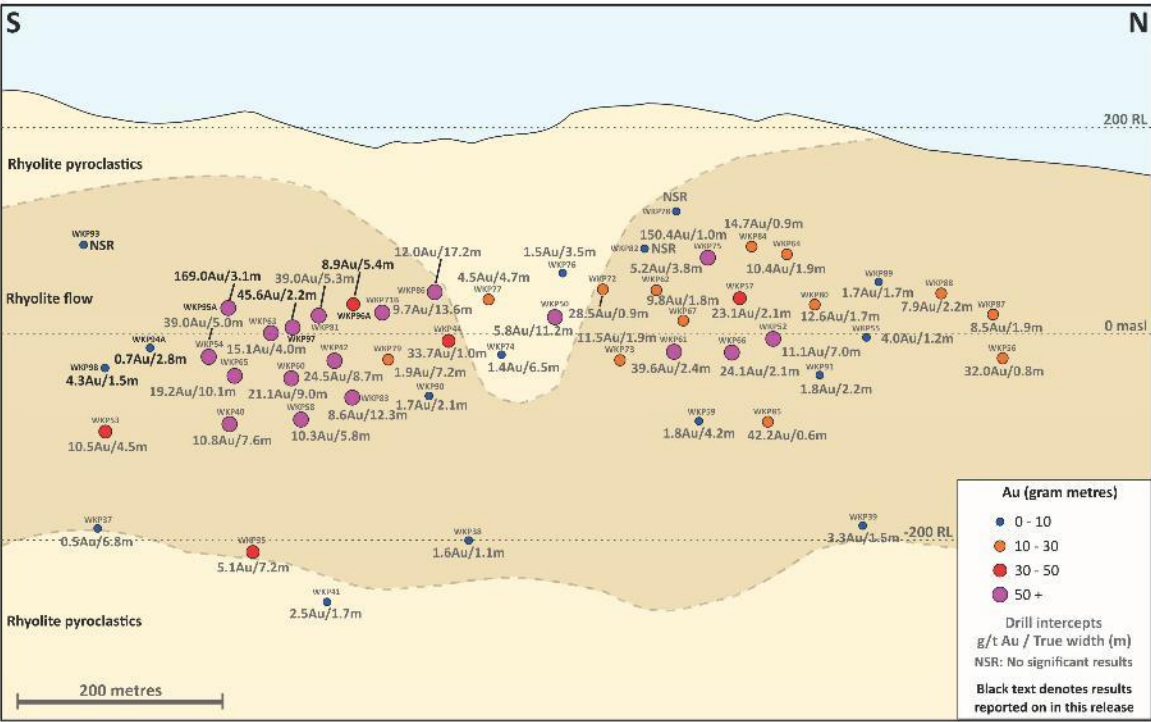 S
N
200 RL
Rhyolite pyroclastics
NSR
WKP78
14.7Au/0.9m
WKP93
NSR
150.4Au/1.0m
WKP84
WKP64
12.0Au/17.2m
1.5Au/3.5m
WKP82
NSR
WKP75
8.9Au/5.4m
WKP76
5.2Au/3.8m
10.4Au/1.9m
169.0Au/3.1m
39.0Au/5.3m
4.5Au/4.7m
WKP99
Rhyolite flow
45.6Au/2.2m
WKP86
WKP77
WKP72
WKP62
WKP57
1.7Au/1.7m
WKP88
WKP95A
WKP96A
WKP71B
9.7Au/13.6m
WKP50
28.5Au/0.9m
9.8Au/1.8m
23.1Au/2.1m
WKP80
7.9Au/2.2m
39.0Au/5.0m
WKP63
WKP81
WKP67
12.6Au/1.7m
WKP87
WKP97
WKP44
5.8Au/11.2m
8.5Au/1.9m
0 masl
WKP94A
WKP54
15.1Au/4.0m
33.7Au/1.0m
WKP74
11.5Au/1.9m
WKP61
WKP66
WKP52
WKP55
4.0Au/1.2m
0.7Au/2.8m
WKP42
WKP79
WKP73
11.1Au/7.0m
WKP56
WKP98
WKP65
WKP60
24.5Au/8.7m
1.9Au/7.2m
1.4Au/6.5m
39.6Au/2.4m
24.1Au/2.1m
WKP91
32.0Au/0.8m
4.3Au/1.5m
19.2Au/10.1m
21.1Au/9.0m
WKP83
WKP90
1.8Au/2.2m
1.7Au/2.1m
WKP53
WKP40
WKP58
8.6Au/12.3m
WKP59
WKP85
10.5Au/4.5m
10.8Au/7.6m
10.3Au/5.8m
1.8Au/4.2m
42.2Au/0.6m
WKP37
WKP39
0.5Au/6.8m
WKP35
WKP38
3.3Au/1.5m
-200 RL
5.1Au/7.2m
1.6Au/1.1m
WKP41
2.5Au/1.7m
Rhyolite pyroclastics
200 metres
Au (gram metres)
0 - 10
10 - 30
30 - 50
50 +
Drill intercepts
g/t Au / True width (m)
NSR: No significant results
Black text denotes results
reported on in this release